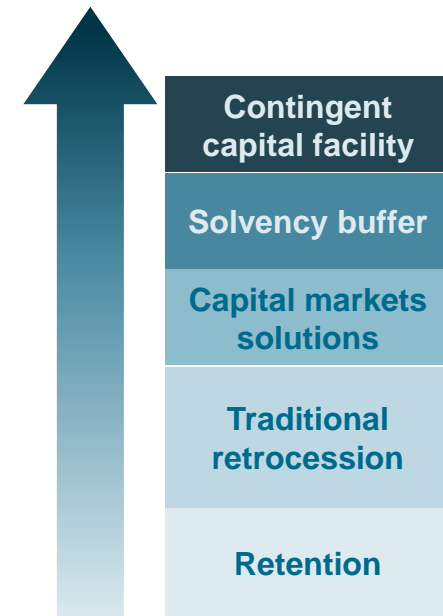 Contingent
capital facility
Solvency buffer
Capital markets
solutions
Traditional
retrocession
Retention